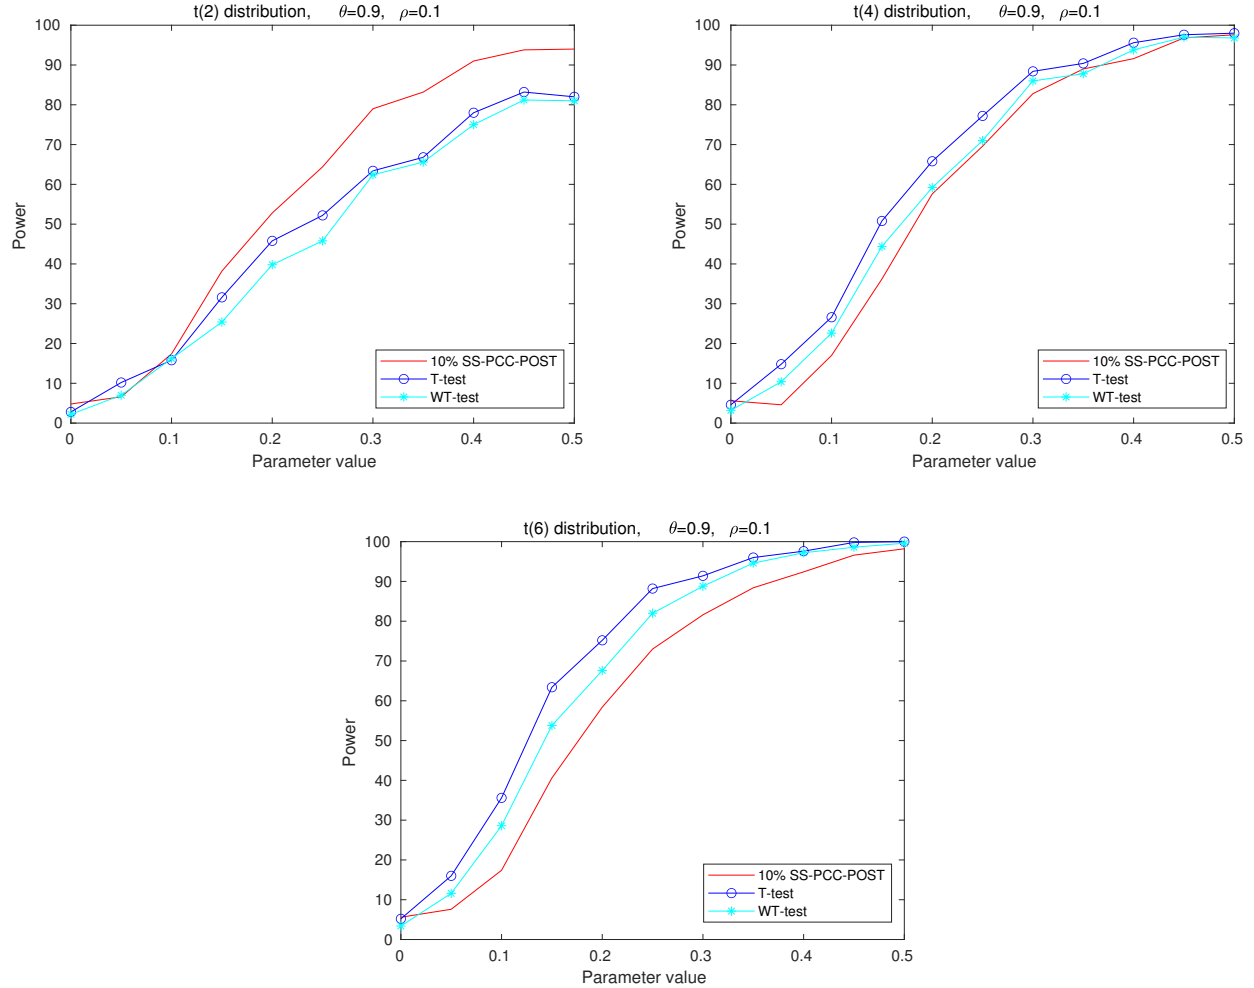 t(2) distribution, θ=0.9, ρ=0.1
Power
100
90
80
70
60
50
40
30
20
10
0
0 0.1 0.2 0.3 0.4 0.5
Parameter value
10% SS-PCC-POST
T-test
WT-test
t(4) distribution, θ=0.9, ρ=0.1
Power
100
90
80
70
60
50
40
30
20
10
0
0 0.1 0.2 0.3 0.4 0.5
Parameter value
10% SS-PCC-POST
T-test
WT-test
t(6) distribution, θ=0.9, ρ=0.1
Power
100
90
80
70
60
50
40
30
20
10
0
0 0.1 0.2 0.3 0.4 0.5
Parameter value
10% SS-PCC-POST
T-test
WT-test